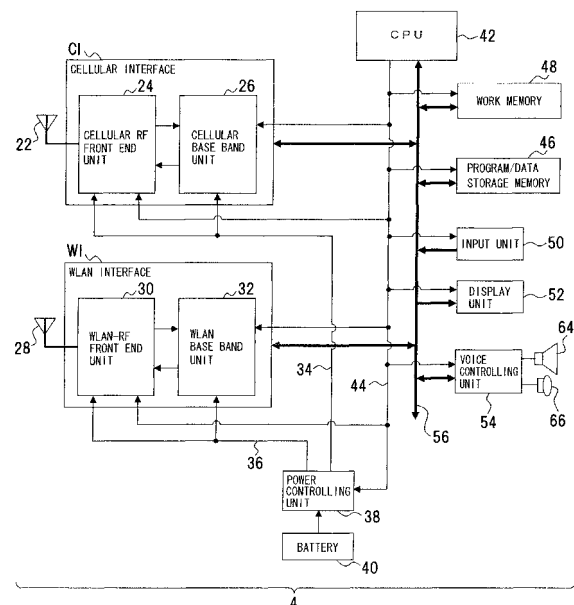 CPU
42
CI
CELLULAR INTERFACE
24
26
22
CELLULAR RF
FRONT END
UNIT
CELLULAR
BASE BAND
UNIT
48
WORK MEMORY
46
PROGRAM/DATA
STORAGE MEMORY
INPUT UNIT
50
DISPLAY
UNIT
52
WI
WLAN INTERFACE
30
32
28
WLAN-RF
FRONT END
UNIT
WLAN
BASE BAND
UNIT
34
44
VOICE
CONTROLLING
UNIT
64
54
66
56
36
POWER
CONTROLLING
UNIT
38
BATTERY
40
4